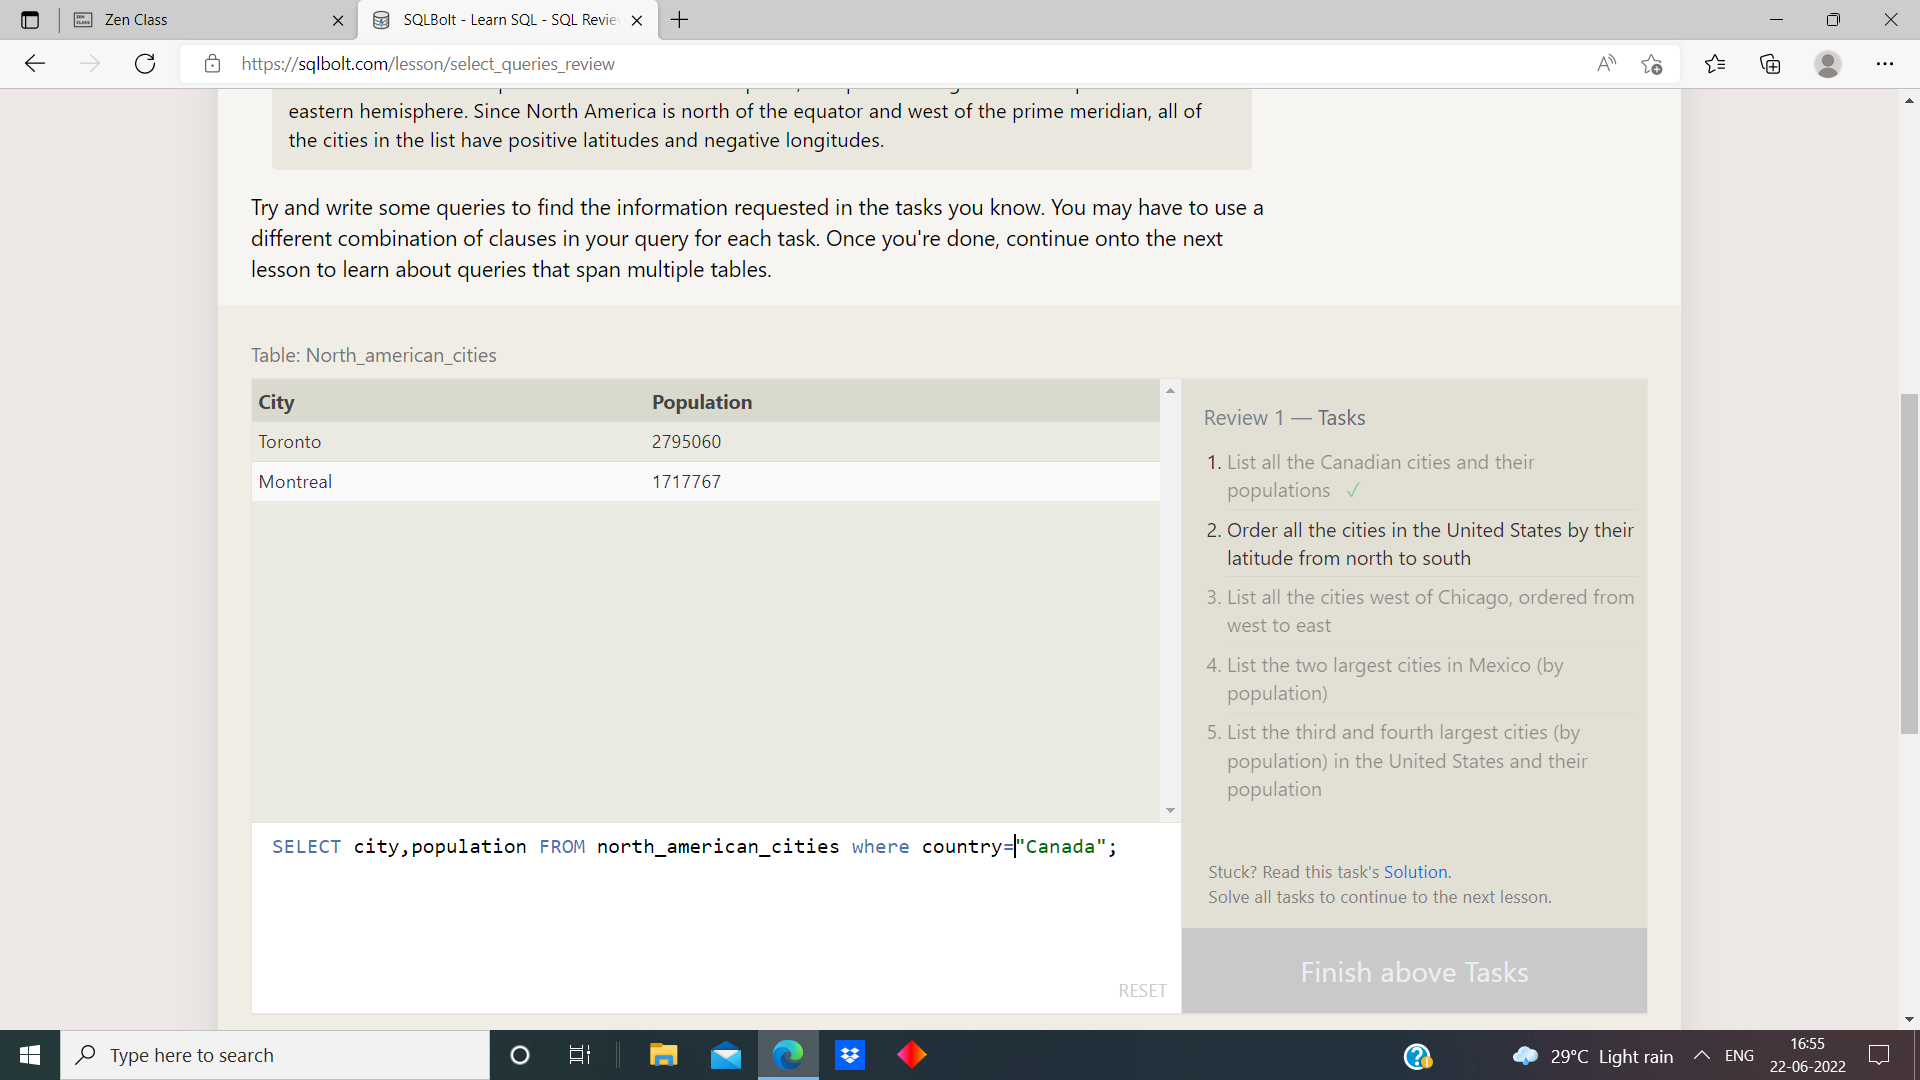 Zen Class
SQLBolt - Learn SQL - SQL Revie
https://sqlbolt.com/lesson/select_queries_review
eastern hemisphere. Since North America is north of the equator and west of the prime meridian, all of
the cities in the list have positive latitudes and negative longitudes.
Try and write some queries to find the information requested in the tasks you know. You may have to use a
different combination of clauses in your query for each task. Once you're done, continue onto the next
lesson to learn about queries that span multiple tables.
Table: North_american_cities
City Population
Toronto 2795060
Montreal 1717767
SELECT city,population FROM north_american_cities where country="Canada";
RESET
Review 1 — Tasks
1. List all the Canadian cities and their
populations ✓
2. Order all the cities in the United States by their
latitude from north to south
3. List all the cities west of Chicago, ordered from
west to east
4. List the two largest cities in Mexico (by
population)
5. List the third and fourth largest cities (by
population) in the United States and their
population
Stuck? Read this task's Solution.
Solve all tasks to continue to the next lesson.
Finish above Tasks
Type here to search
29°C Light rain
ENG
16:55
22-06-2022